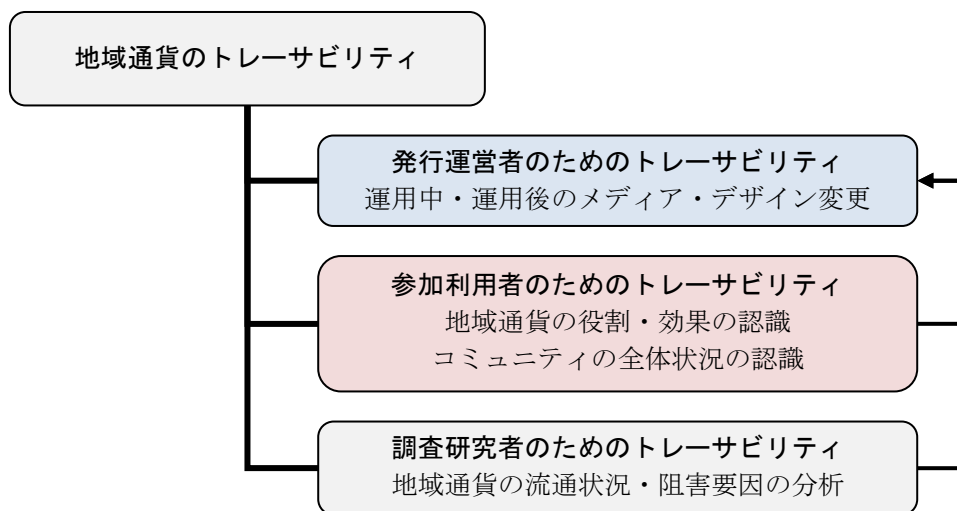 地域通貨のトレーサビリティ
発行運営者のためのトレーサビリティ
運用中・運用後のメディア・デザイン変更
参加利用者のためのトレーサビリティ
地域通貨の役割・効果の認識
コミュニティの全体状況の認識
調査研究者のためのトレーサビリティ
地域通貨の流通状況・阻害要因の分析